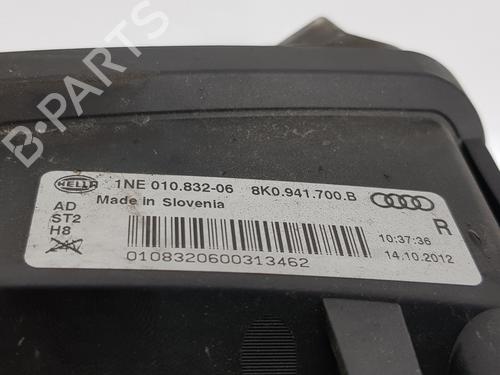 B-PARTS
HELLA 1NE 010.832-06 8K0.941.700.B
Made in Slovenia
AD
ST2
H8
R
10:37:36
14.10.2012
0108320600313462